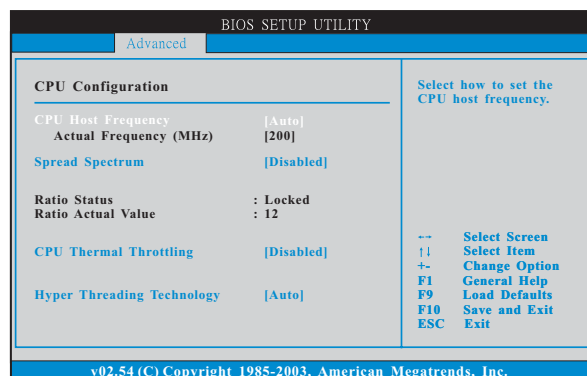 BIOS SETUP UTILITY
Advanced
CPU Configuration
CPU Host Frequency [Auto]
Actual Frequency (MHz) [200]
Spread Spectrum [Disabled]
Ratio Status : Locked
Ratio Actual Value : 12
CPU Thermal Throttling [Disabled]
Hyper Threading Technology [Auto]
Select how to set the
CPU host frequency.
←→ Select Screen
↑↓ Select Item
+- Change Option
F1 General Help
F9 Load Defaults
F10 Save and Exit
ESC Exit
v02.54 (C) Copyright 1985-2003, American Megatrends, Inc.